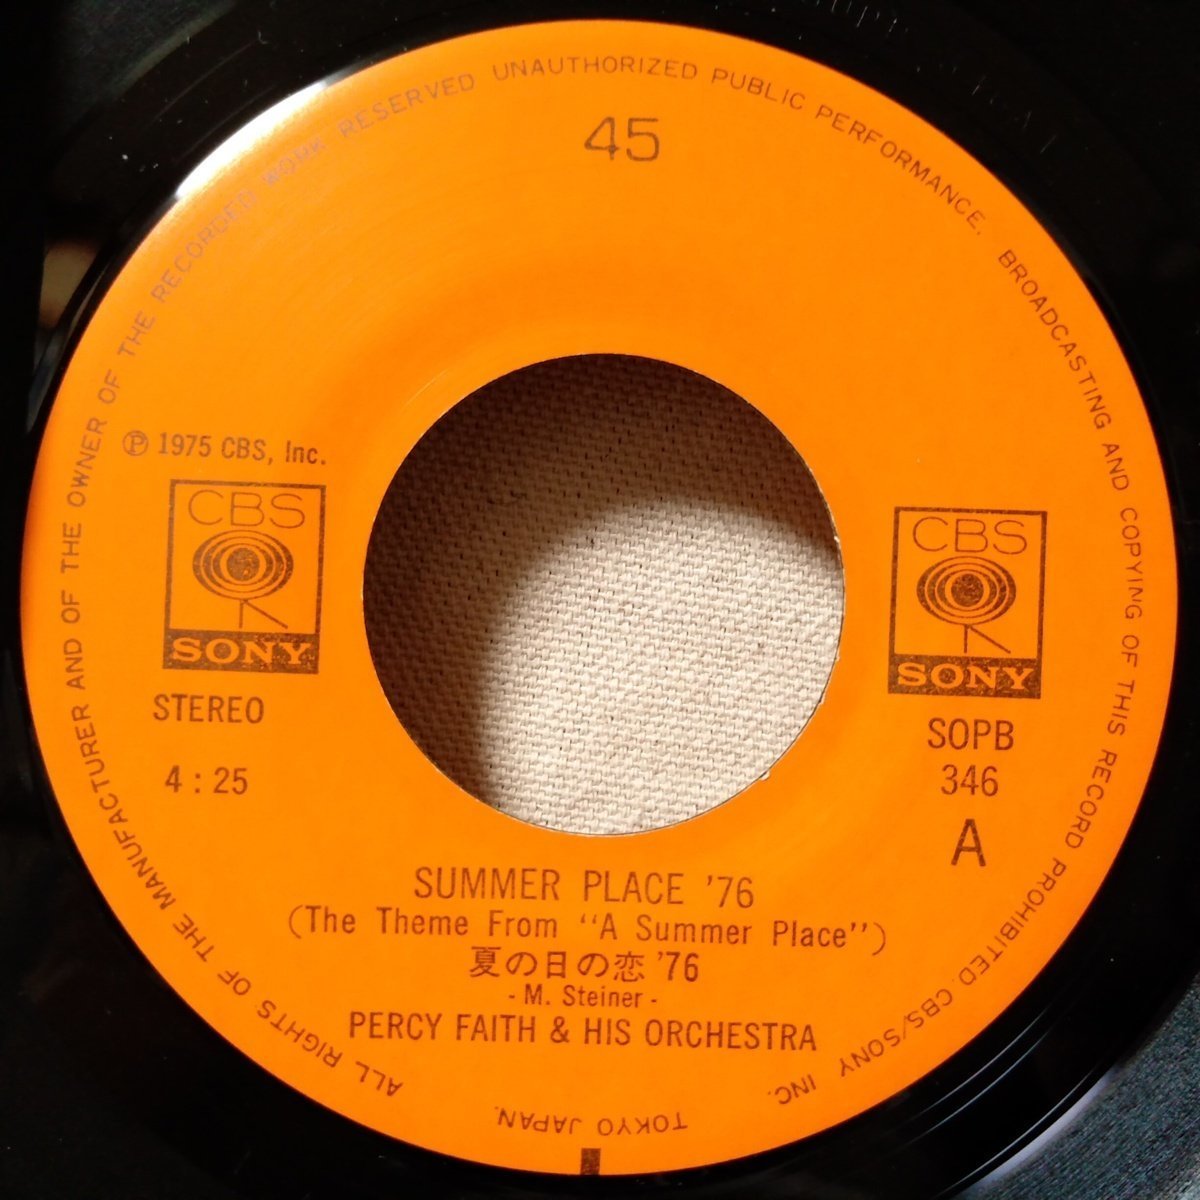 ALL RIGHTS OF THE MANUFACTURER AND OF THE OWNER OF THE RECORDED WORK RESERVED UNAUTHORIZED PUBLIC PERFORMANCE, BROADCASTING AND COPYING OF THIS RECORD PROHIBITED. CBS/SONY INC.
TOKYO JAPAN.
45
℗ 1975 CBS, Inc.
CBS
SONY
STEREO
4 : 25
CBS
SONY
SOPB
346
A
SUMMER PLACE '76
(The Theme From “A Summer Place”)
夏の日の恋 '76
- M. Steiner -
PERCY FAITH & HIS ORCHESTRA